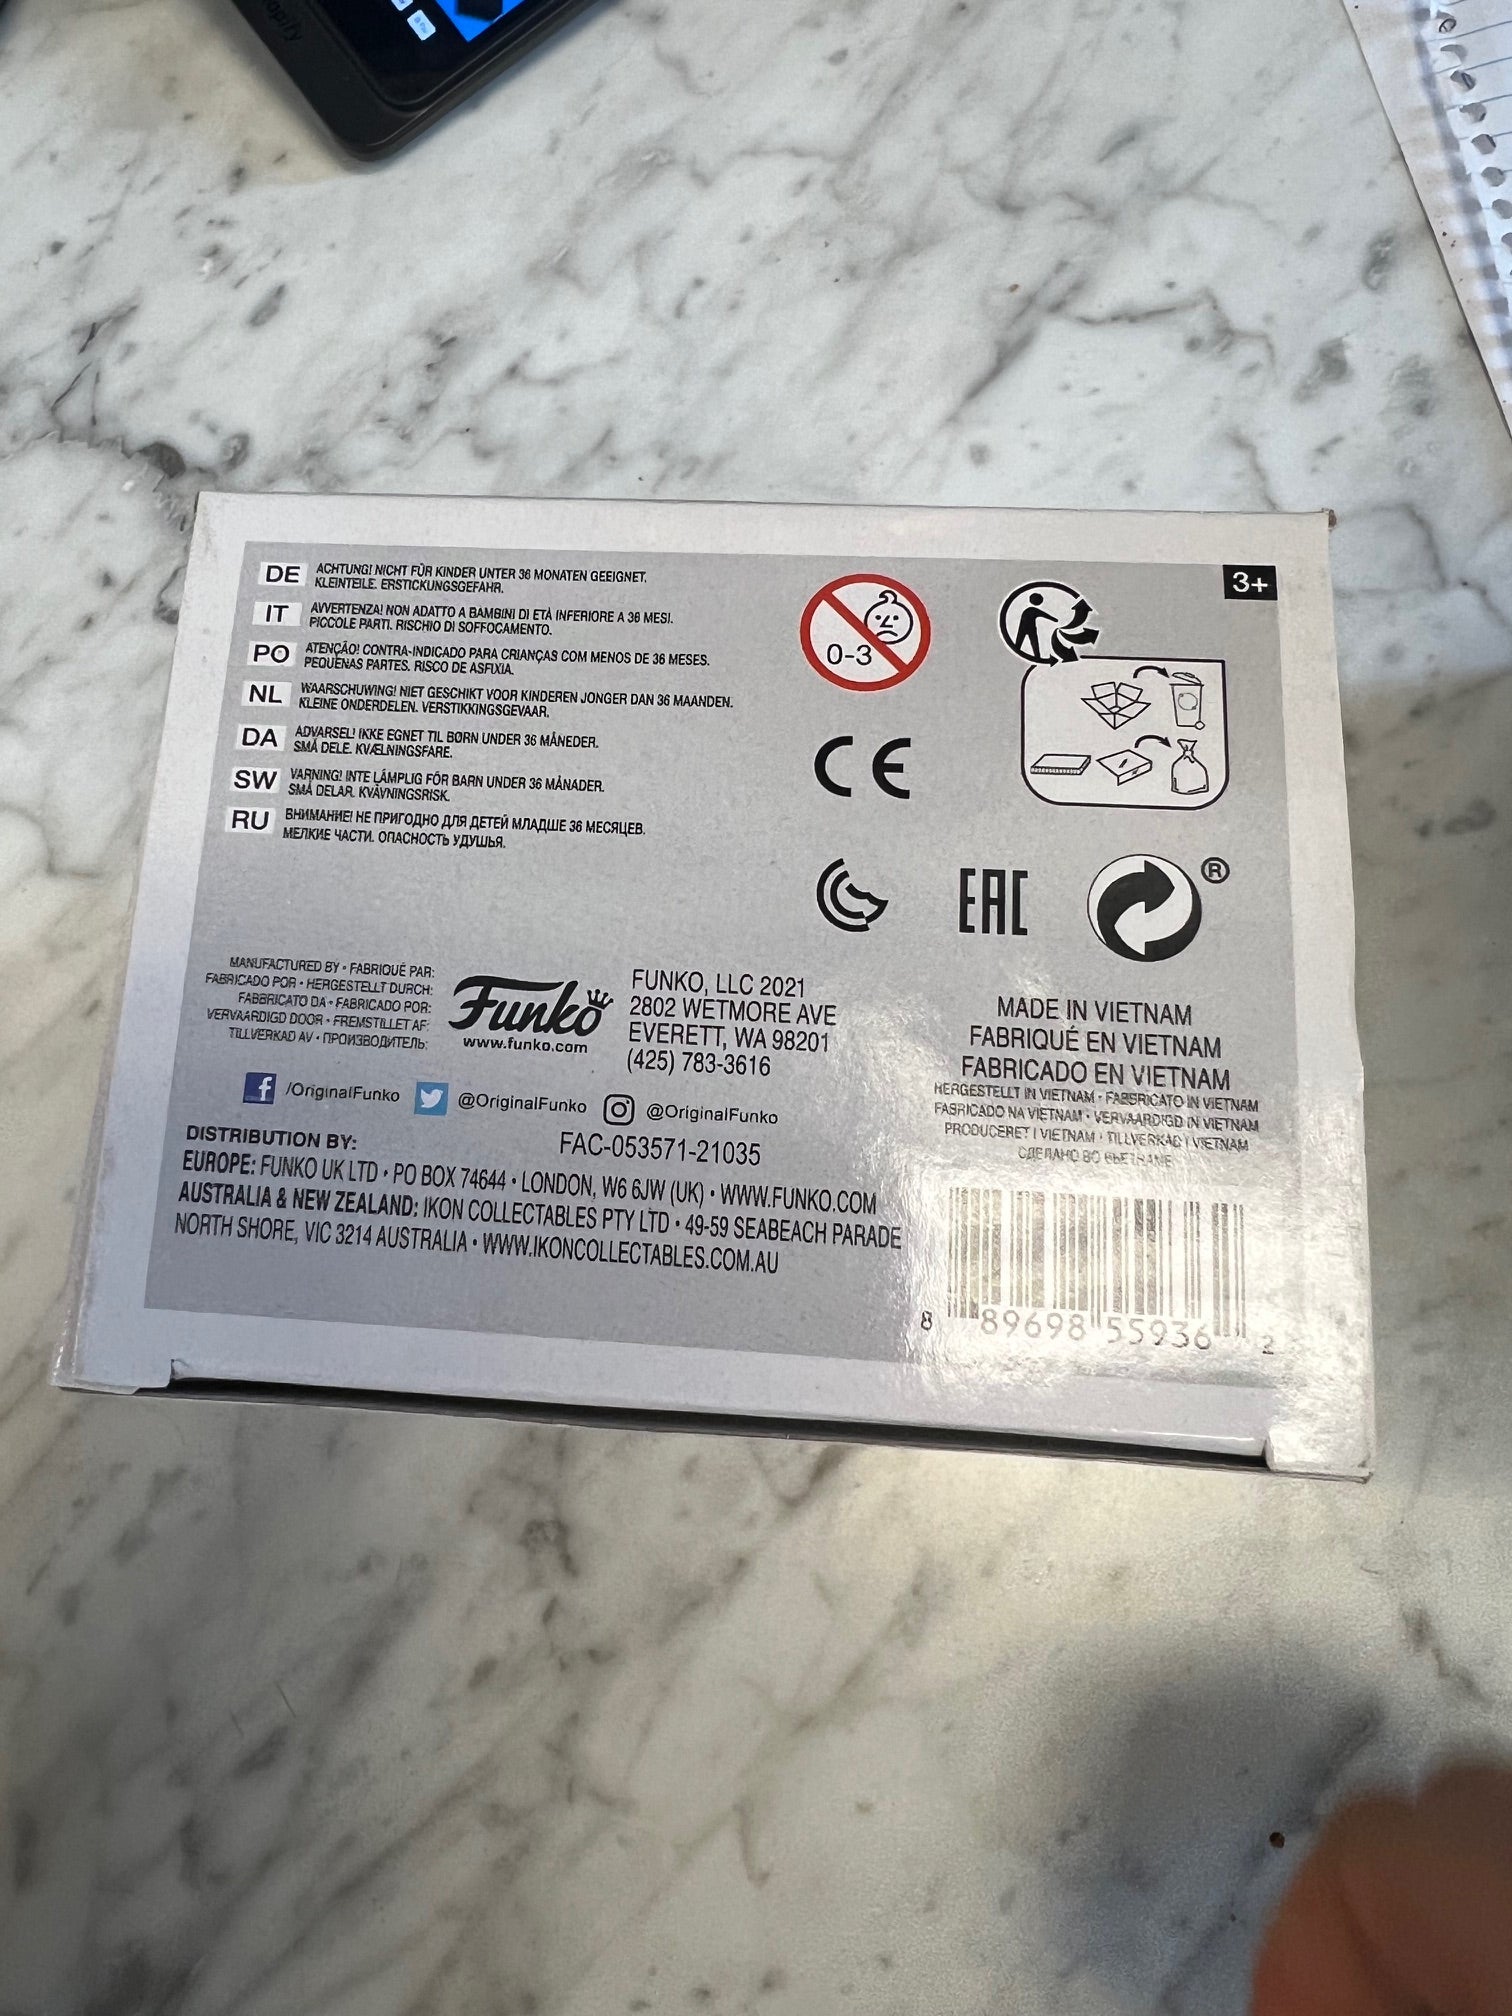 DE ACHTUNG! NICHT FÜR KINDER UNTER 36 MONATEN GEEIGNET.
KLEINTEILE. ERSTICKUNGSGEFAHR.
IT AVVERTENZA! NON ADATTO A BAMBINI DI ETÀ INFERIORE A 36 MESI.
PICCOLE PARTI. RISCHIO DI SOFFOCAMENTO.
PO ATENÇÃO! CONTRA-INDICADO PARA CRIANÇAS COM MENOS DE 36 MESES.
PEQUENAS PARTES. RISCO DE ASFIXIA.
NL WAARSCHUWING! NIET GESCHIKT VOOR KINDEREN JONGER DAN 36 MAANDEN.
KLEINE ONDERDELEN. VERSTIKKINGSGEVAAR.
DA ADVARSEL! IKKE EGNET TIL BØRN UNDER 36 MÅNEDER.
SMÅ DELE. KVÆLNINGSFARE.
SW VARNING! INTE LÄMPLIG FÖR BARN UNDER 36 MÅNADER.
SMÅ DELAR. KVÄVNINGSRISK.
RU ВНИМАНИЕ! НЕ ПРИГОДНО ДЛЯ ДЕТЕЙ МЛАДШЕ 36 МЕСЯЦЕВ.
МЕЛКИЕ ЧАСТИ. ОПАСНОСТЬ УДУШЬЯ.
0-3
3+
CE
EAC
®
MANUFACTURED BY • FABRIQUÉ PAR:
FABRICADO POR • HERGESTELLT DURCH:
FABBRICATO DA • FABRICADO POR:
VERVAARDIGD DOOR • FREMSTILLET AF:
TILLVERKAD AV • ПРОИЗВОДИТЕЛЬ:
Funko
www.funko.com
FUNKO, LLC 2021
2802 WETMORE AVE
EVERETT, WA 98201
(425) 783-3616
/OriginalFunko @OriginalFunko @OriginalFunko
FAC-053571-21035
DISTRIBUTION BY:
EUROPE: FUNKO UK LTD • PO BOX 74644 • LONDON, W6 6JW (UK) • WWW.FUNKO.COM
AUSTRALIA & NEW ZEALAND: IKON COLLECTABLES PTY LTD • 49-59 SEABEACH PARADE
NORTH SHORE, VIC 3214 AUSTRALIA • WWW.IKONCOLLECTABLES.COM.AU
MADE IN VIETNAM
FABRIQUÉ EN VIETNAM
FABRICADO EN VIETNAM
HERGESTELLT IN VIETNAM • FABBRICATO IN VIETNAM
FABRICADO NA VIETNAM • VERVAARDIGD IN VIETNAM
PRODUCERET I VIETNAM • TILLVERKAD I VIETNAM
СДЕЛАНО ВО ВЬЕТНАМЕ
8 89698 55936 2